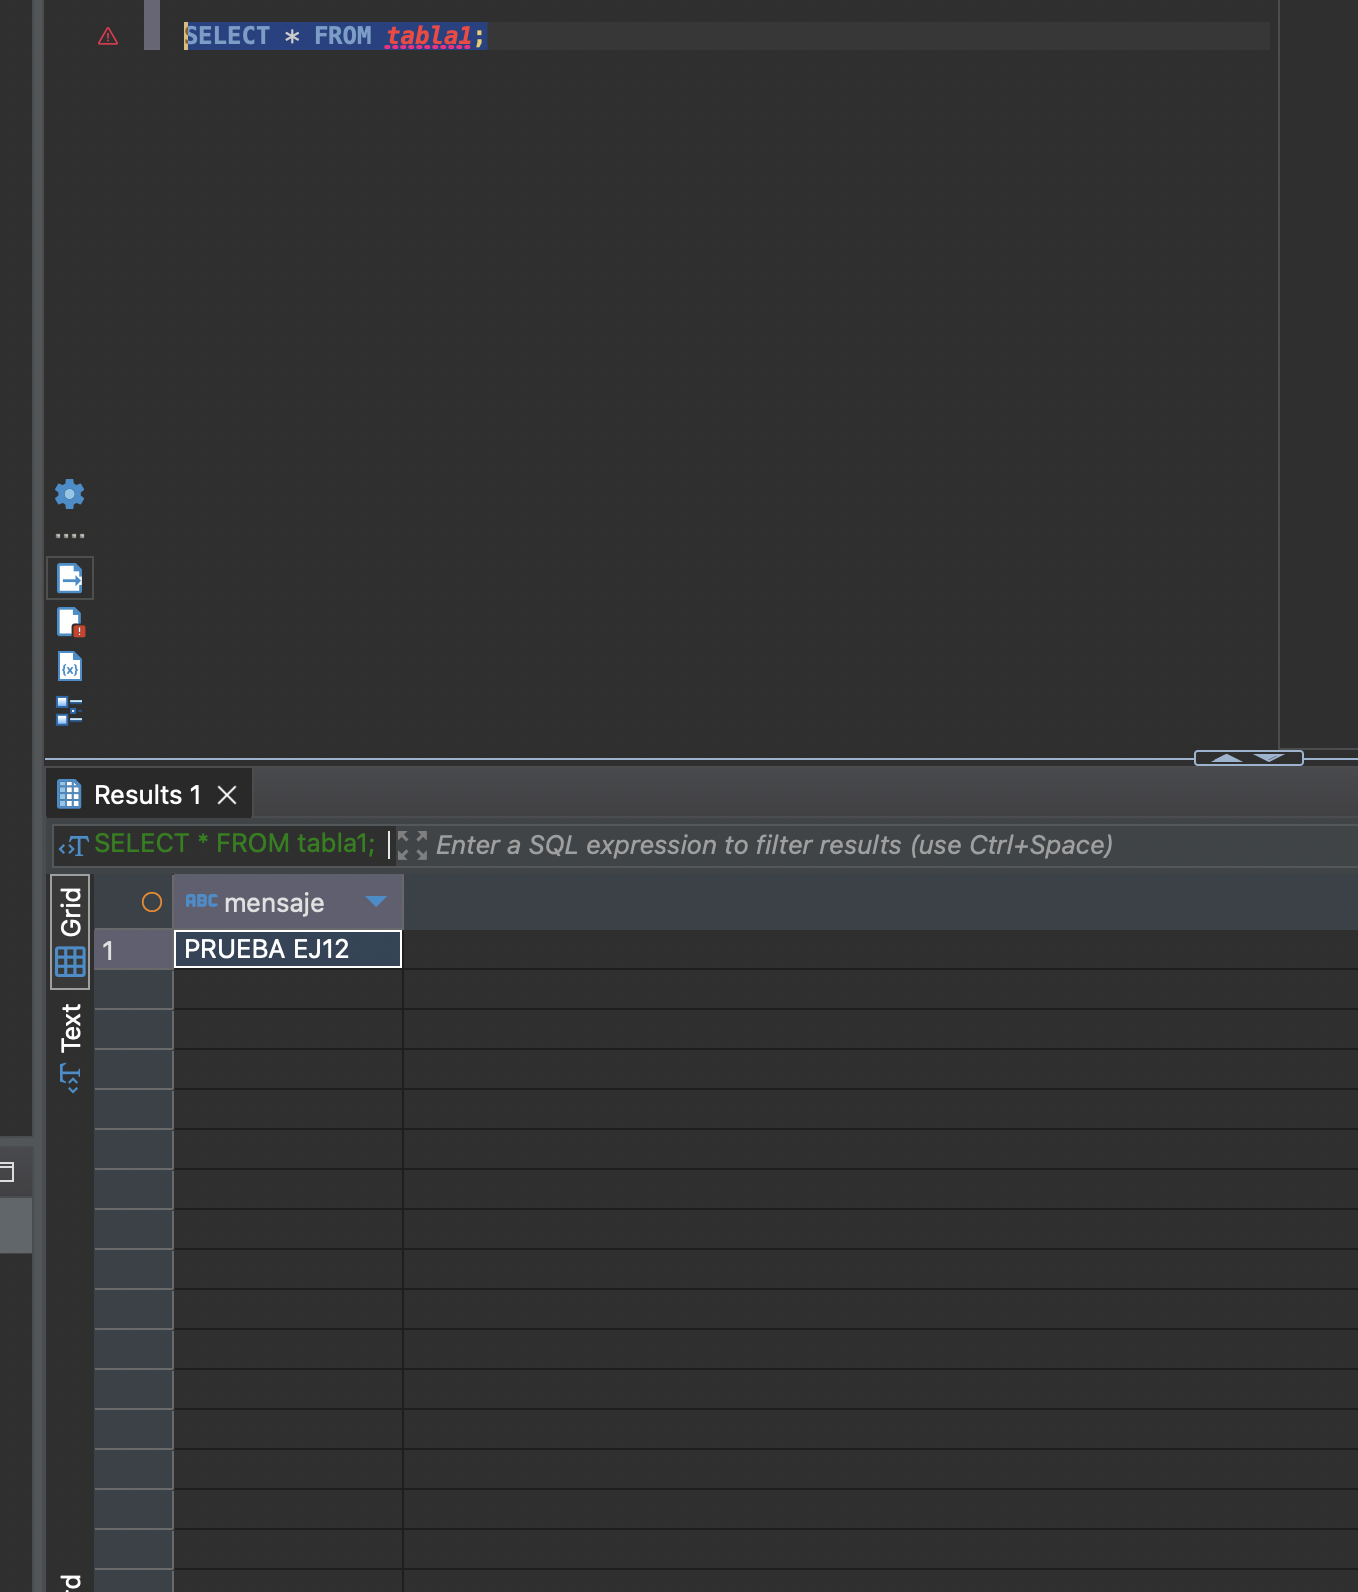 SELECT * FROM tabla1;
Results 1
SELECT * FROM tabla1;
Enter a SQL expression to filter results (use Ctrl+Space)
Grid
ABC mensaje
1 PRUEBA EJ12
Text